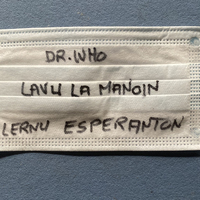 DR. WHO
LAVU LA MANOJN
LERNU ESPERANTON